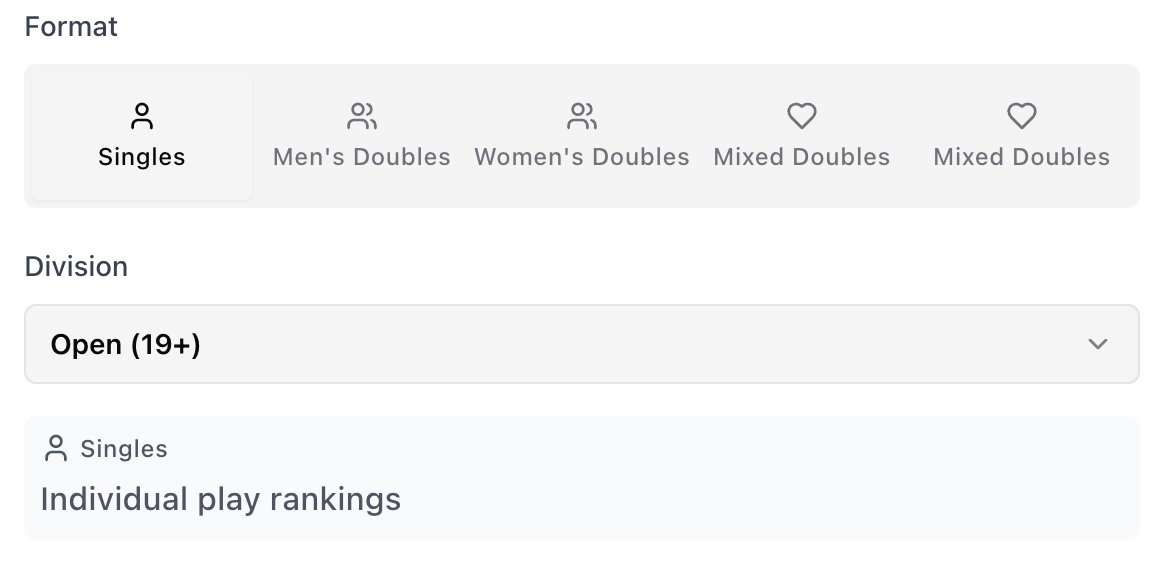 Format
Singles Men's Doubles Women's Doubles Mixed Doubles Mixed Doubles
Division
Open (19+)
Singles
Individual play rankings